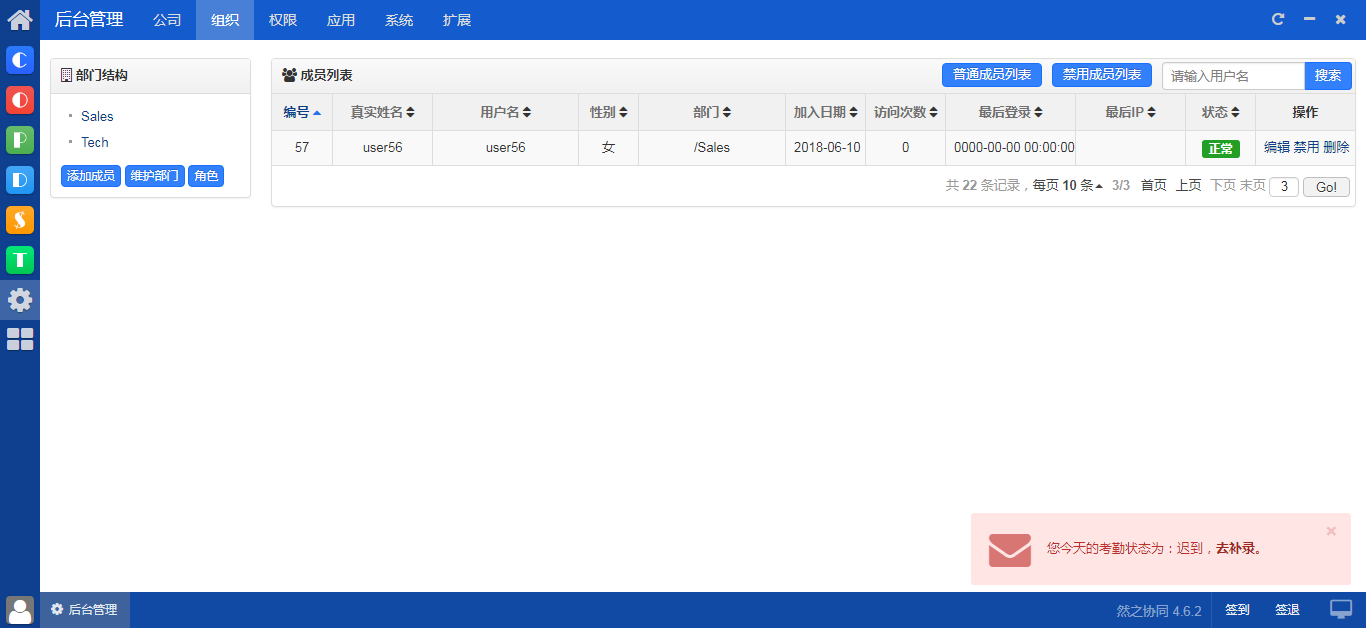 后台管理 公司 组织 权限 应用 系统 扩展
部门结构
Sales
Tech
添加成员 维护部门 角色
成员列表 普通成员列表 禁用成员列表 请输入用户名 搜索
编号 真实姓名 用户名 性别 部门 加入日期 访问次数 最后登录 最后IP 状态 操作
57 user56 user56 女 /Sales 2018-06-10 0 0000-00-00 00:00:00 正常 编辑 禁用 删除
共 22 条记录，每页 10 条 3/3 首页 上页 下页 末页 3 Go!
您今天的考勤状态为：迟到，去补录。 ×
后台管理 然之协同 4.6.2 签到 签退